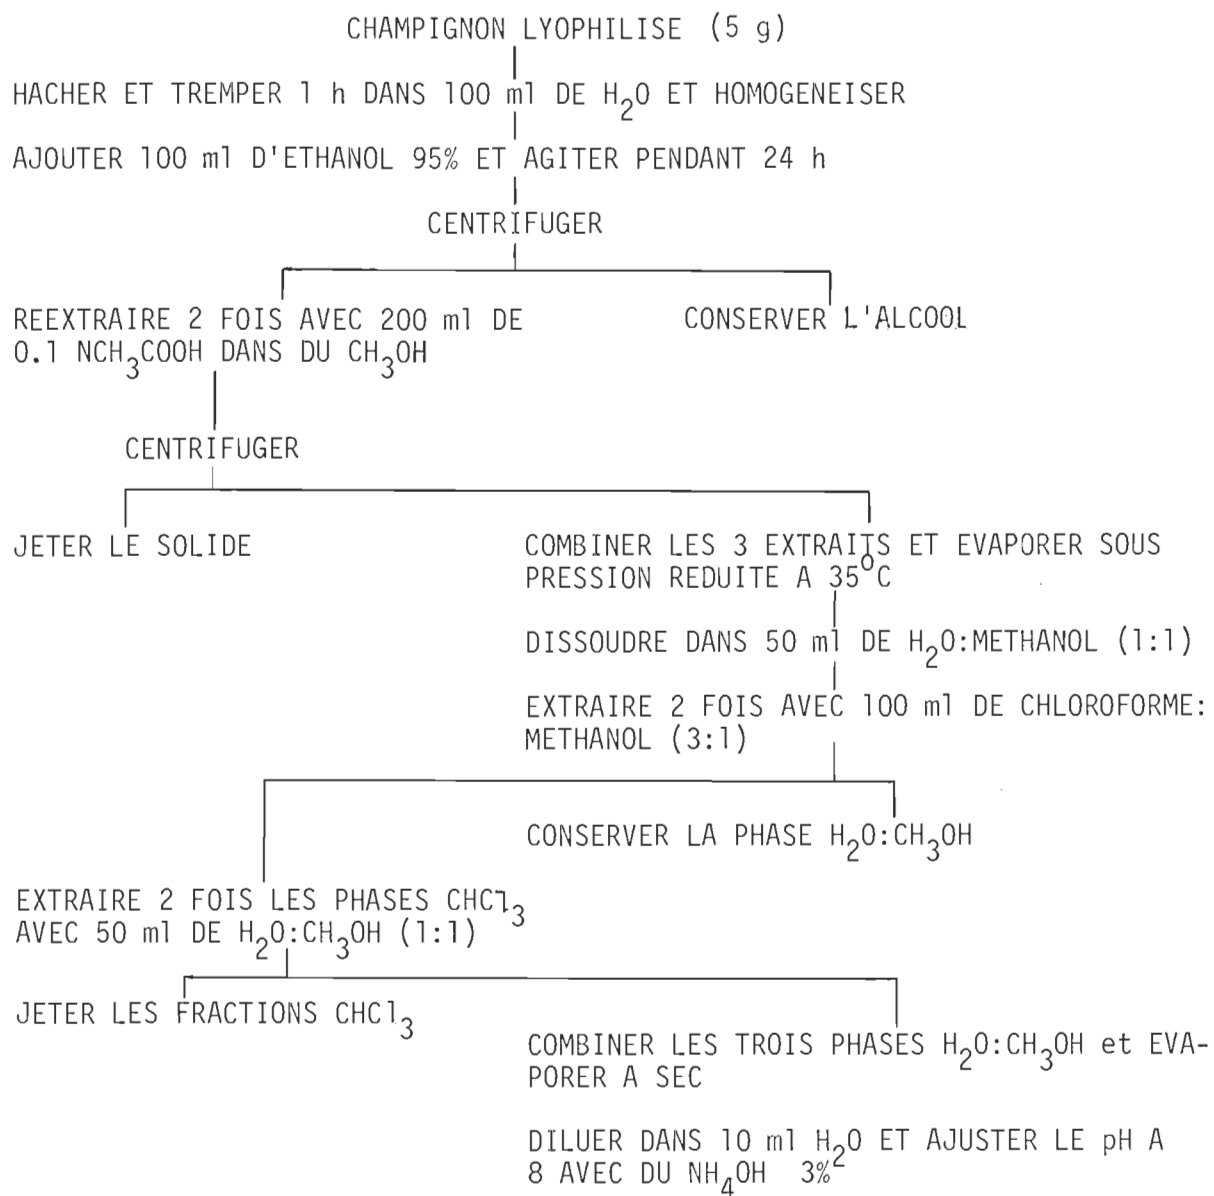 CHAMPIGNON LYOPHILISE (5 g)
HACHER ET TREMPER 1 h DANS 100 ml DE H₂O ET HOMOGENEISER
AJOUTER 100 ml D'ETHANOL 95% ET AGITER PENDANT 24 h
CENTRIFUGER
REEXTRAIRE 2 FOIS AVEC 200 ml DE
0.1 NCH₃COOH DANS DU CH₃OH
CONSERVER L'ALCOOL
CENTRIFUGER
JETER LE SOLIDE
COMBINER LES 3 EXTRAITS ET EVAPORER SOUS
PRESSION REDUITE A 35°C
DISSOUDRE DANS 50 ml DE H₂O:METHANOL (1:1)
EXTRAIRE 2 FOIS AVEC 100 ml DE CHLOROFORME:
METHANOL (3:1)
CONSERVER LA PHASE H₂O:CH₃OH
EXTRAIRE 2 FOIS LES PHASES CHCl₃
AVEC 50 ml DE H₂O:CH₃OH (1:1)
JETER LES FRACTIONS CHCl₃
COMBINER LES TROIS PHASES H₂O:CH₃OH et EVA-
PORER A SEC
DILUER DANS 10 ml H₂O ET AJUSTER LE pH A
8 AVEC DU NH₄OH 3%